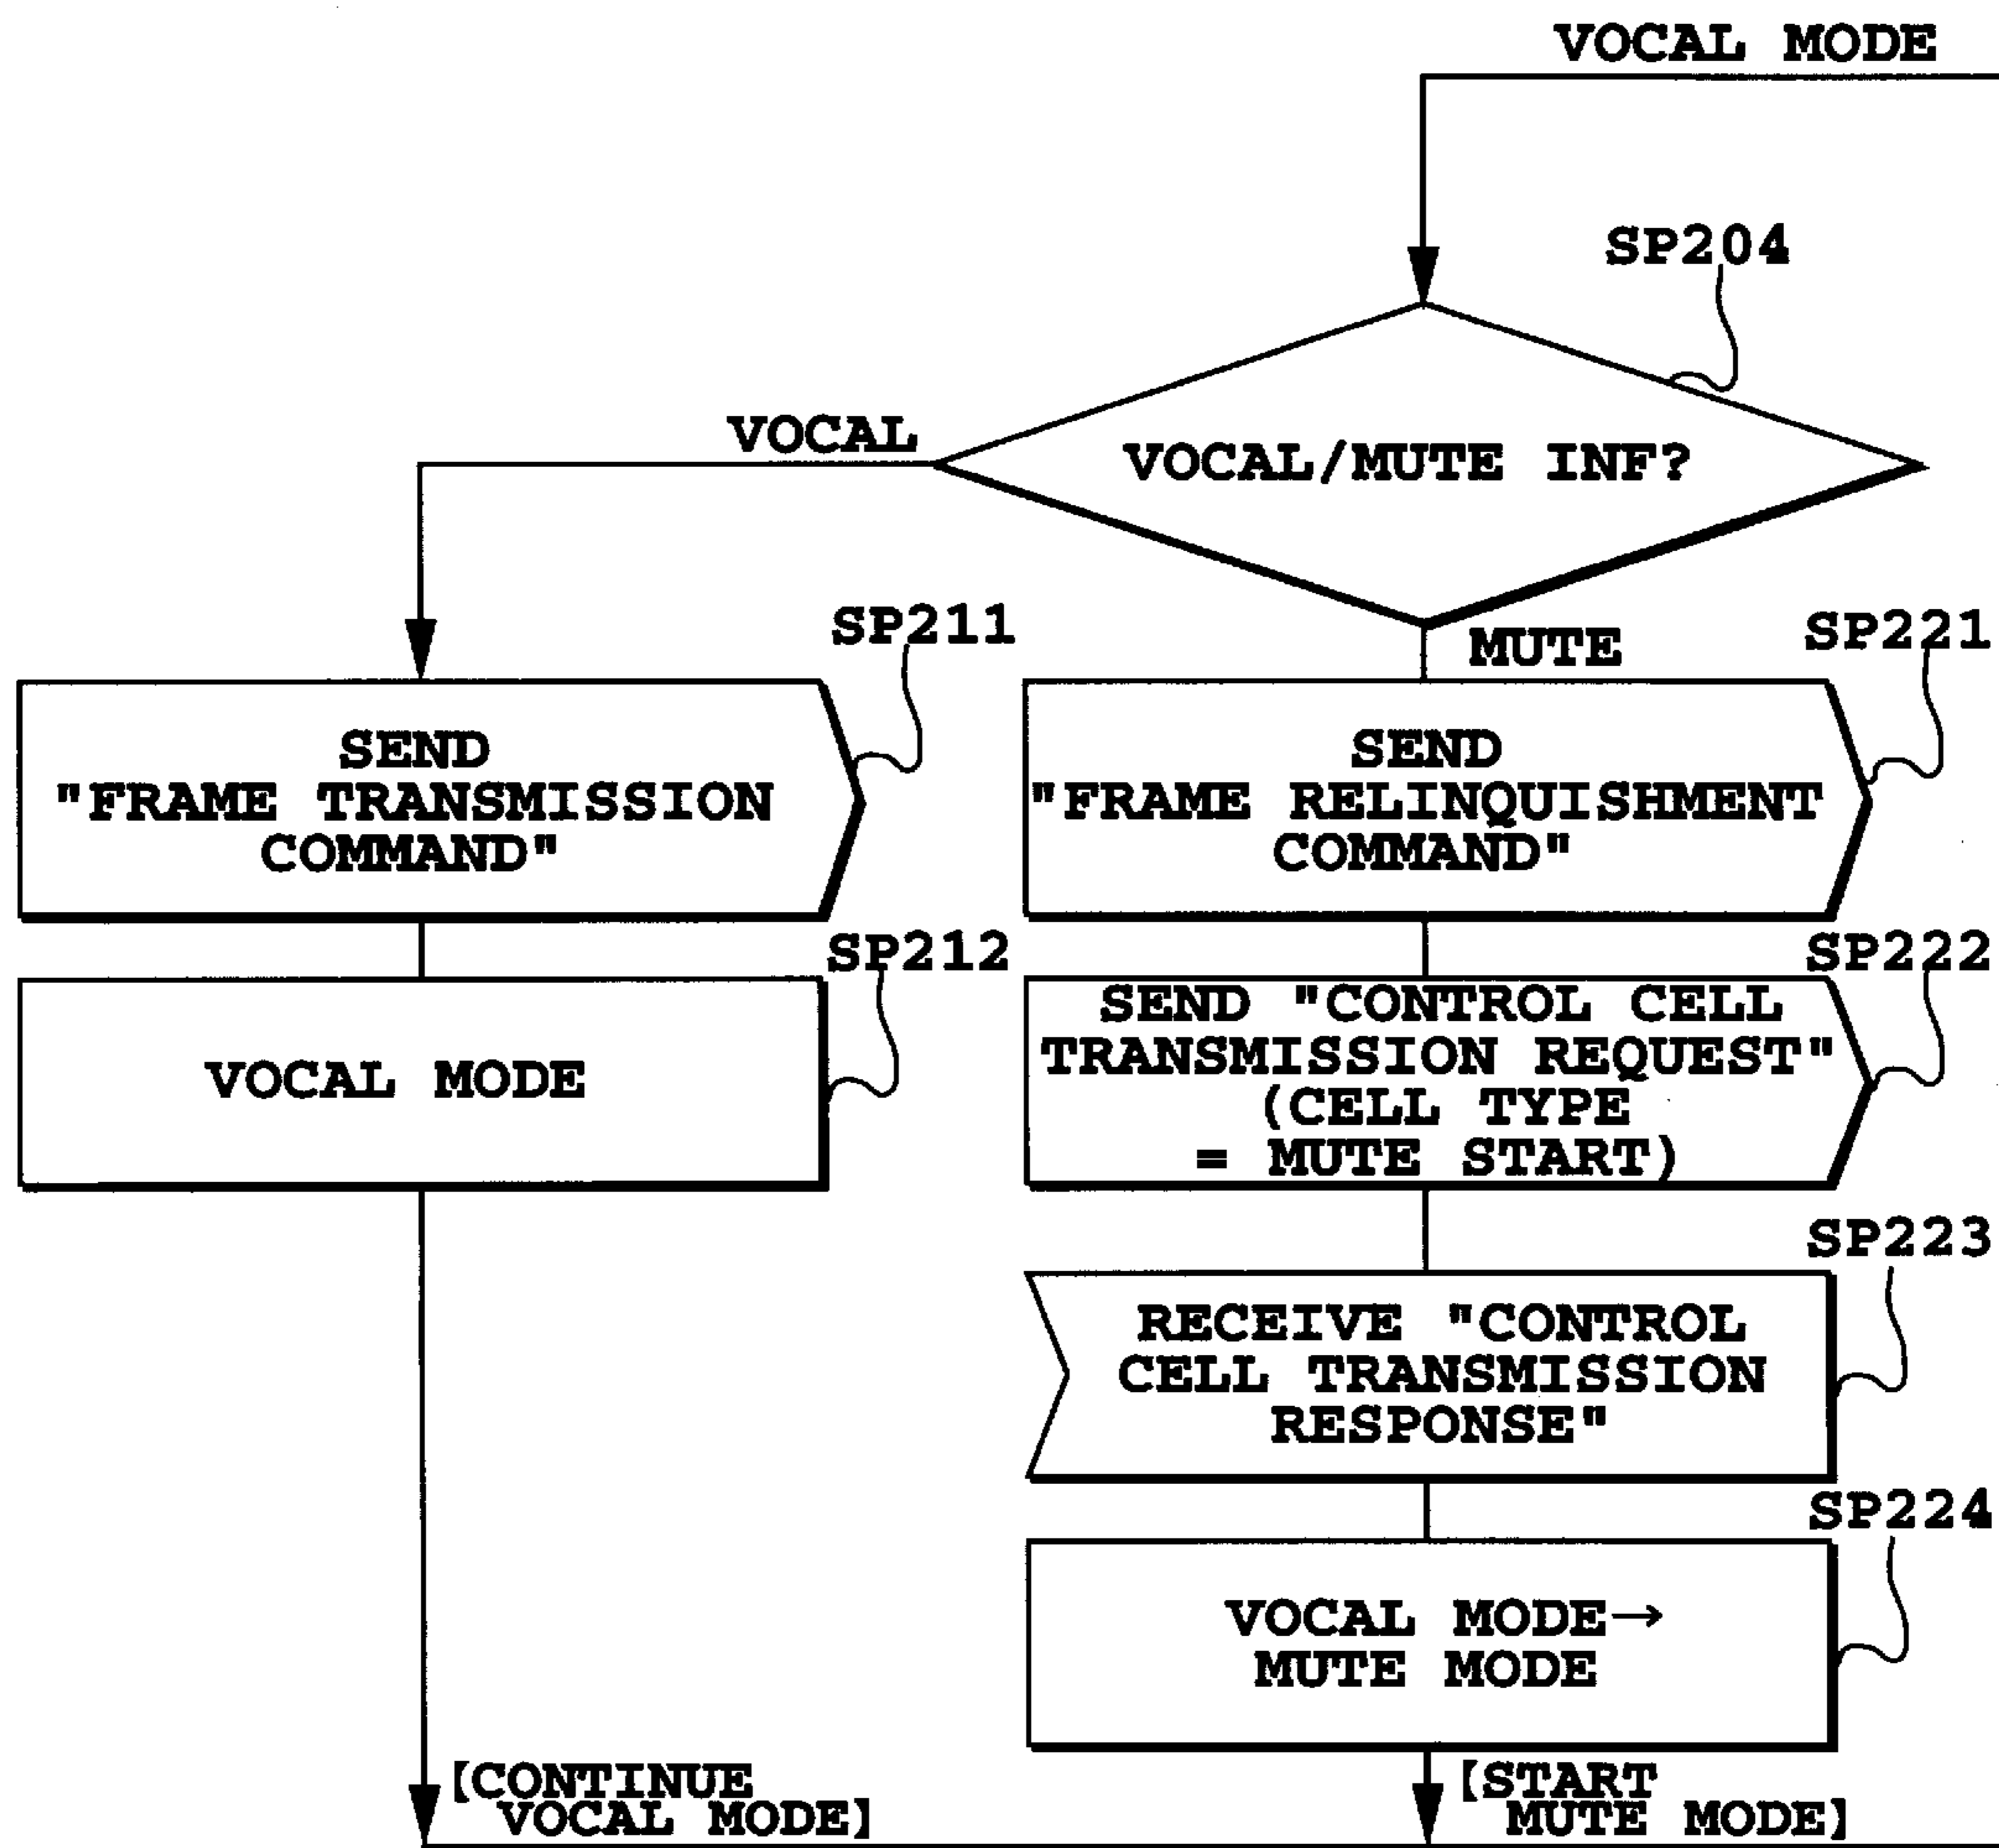 VOCAL MODE
SP204
VOCAL
VOCAL/MUTE INF?
SP211
MUTE
SP221
SEND
"FRAME TRANSMISSION
COMMAND"
SEND
"FRAME RELINQUISHMENT
COMMAND"
SP212
SP222
VOCAL MODE
SEND "CONTROL CELL
TRANSMISSION REQUEST"
(CELL TYPE
= MUTE START)
SP223
RECEIVE "CONTROL
CELL TRANSMISSION
RESPONSE"
SP224
VOCAL MODE→
MUTE MODE
[CONTINUE
VOCAL MODE]
[START
MUTE MODE]